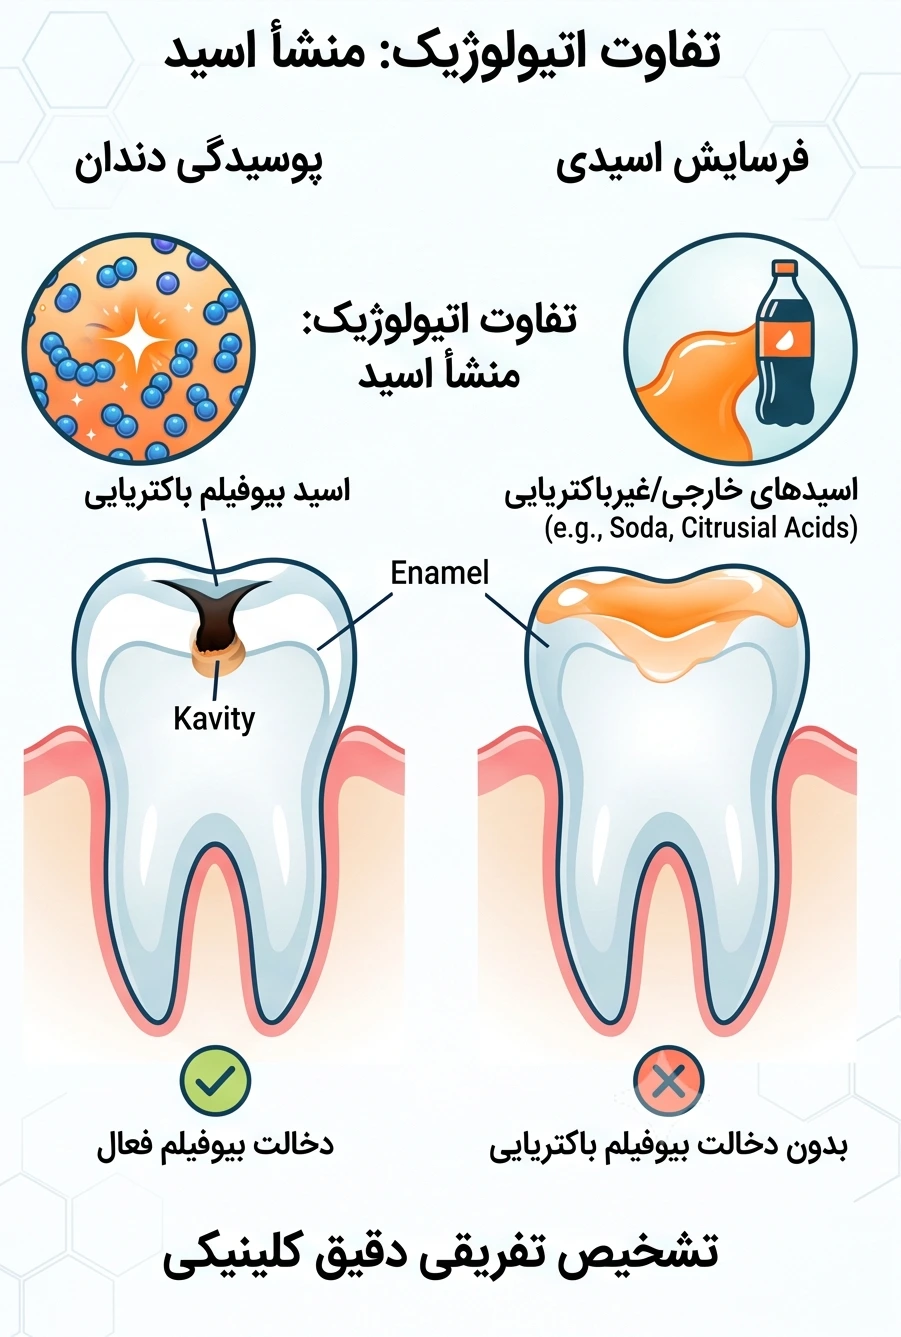 تفاوت اتیولوژیک: منشأ اسید
فرسایش اسیدی
پوسیدگی دندان
تفاوت اتیولوژیک:
منشأ اسید
اسیدهای خارجی/غیرباکتریایی
(e.g., Soda, Citrusial Acids)
اسید بیوفیلم باکتریایی
Enamel
Kavity
بدون دخالت بیوفیلم باکتریایی
دخالت بیوفیلم فعال
تشخیص تفریقی دقیق کلینیکی